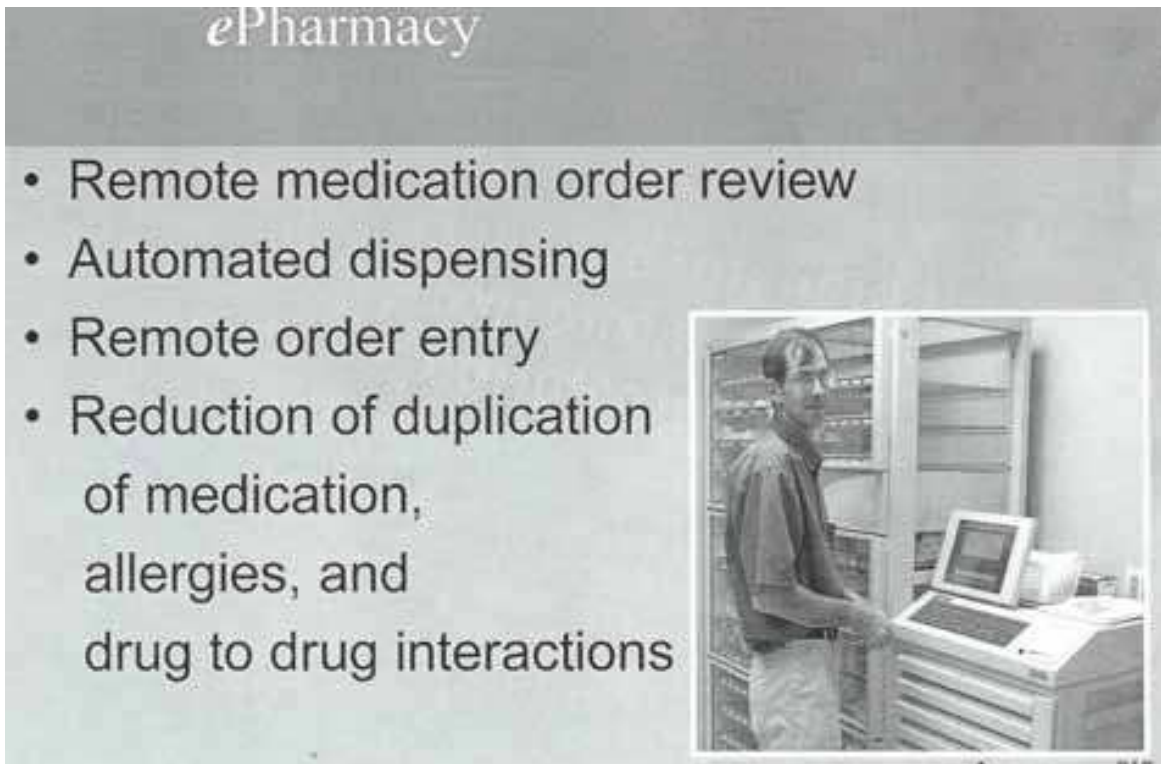 ePharmacy
• Remote medication order review
• Automated dispensing
• Remote order entry
• Reduction of duplication
of medication,
allergies, and
drug to drug interactions